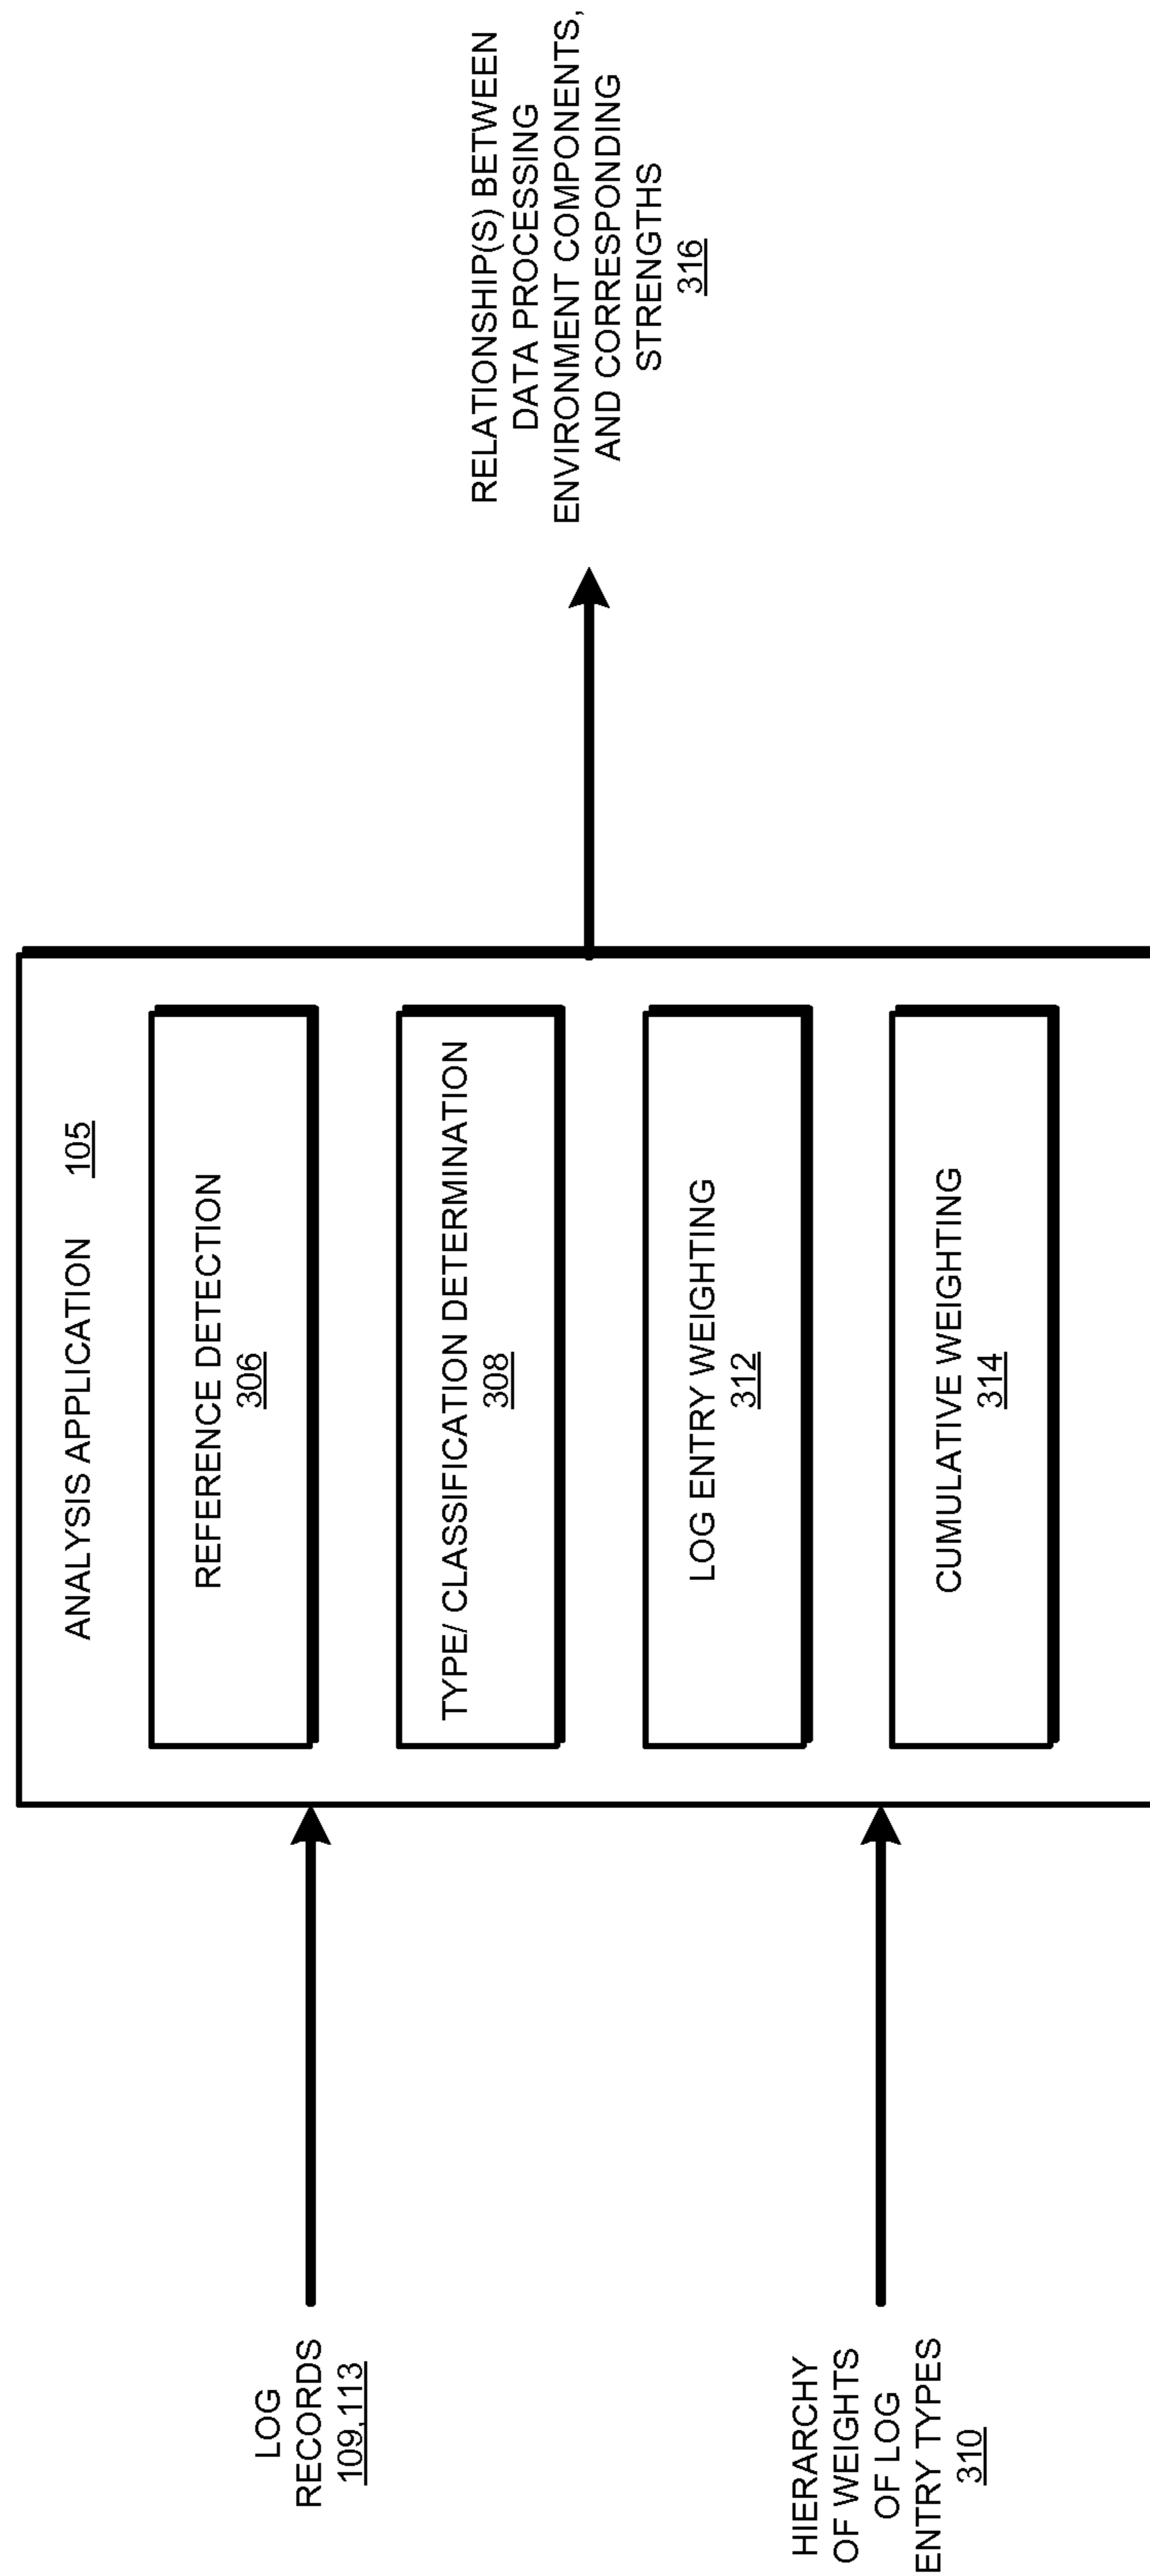 LOG
RECORDS
109,113
HIERARCHY
OF WEIGHTS
OF LOG
ENTRY TYPES
310
ANALYSIS APPLICATION 105
REFERENCE DETECTION
306
TYPE/ CLASSIFICATION DETERMINATION
308
LOG ENTRY WEIGHTING
312
CUMULATIVE WEIGHTING
314
RELATIONSHIP(S) BETWEEN
DATA PROCESSING
ENVIRONMENT COMPONENTS,
AND CORRESPONDING
STRENGTHS
316